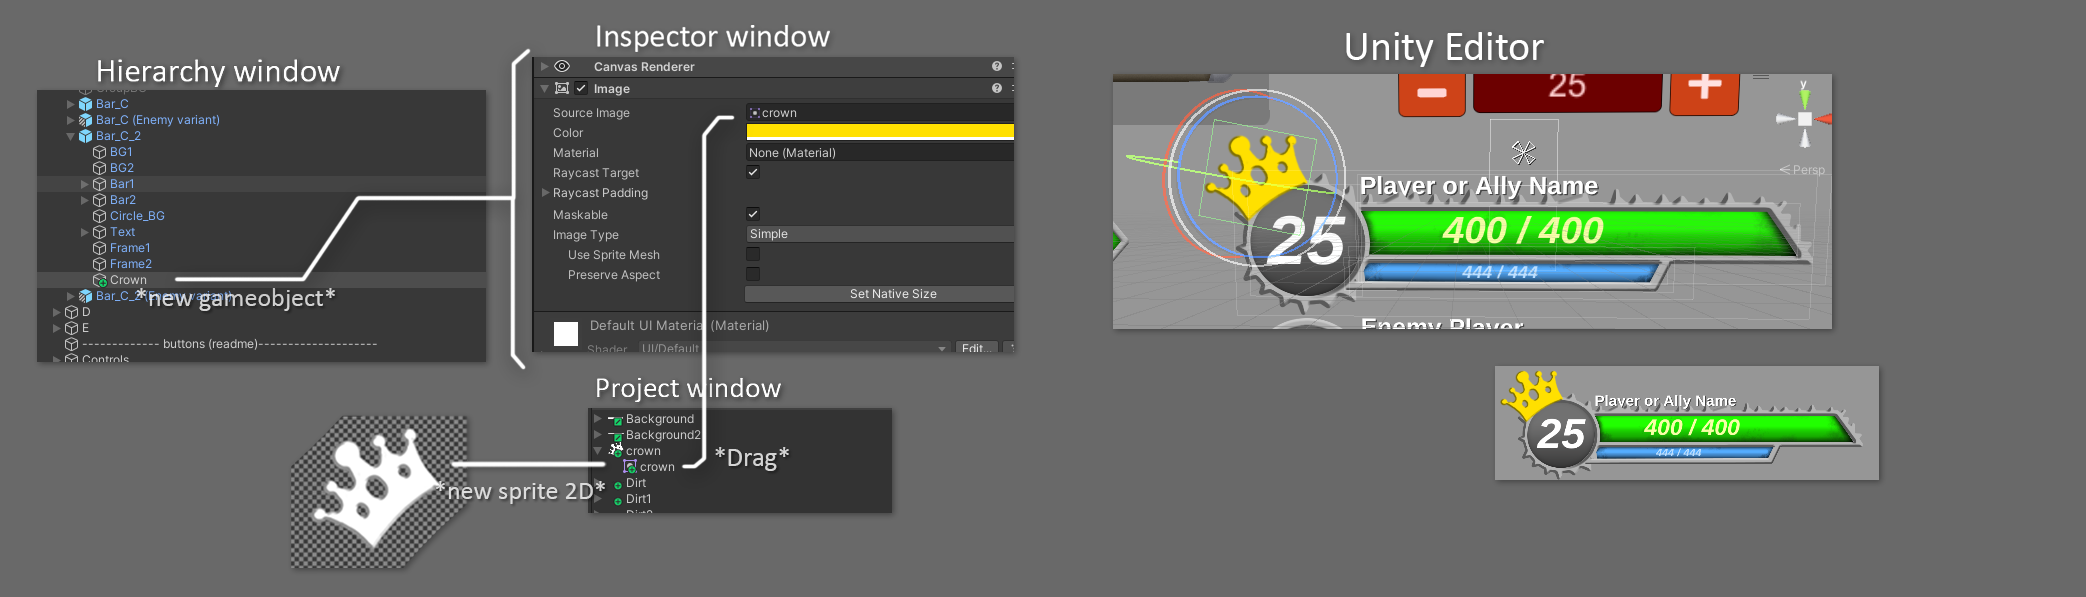 Hierarchy window
Bar_C
Bar_C (Enemy variant)
Bar_C_2
BG1
BG2
Bar1
Bar2
Circle_BG
Text
Frame1
Frame2
Crown
*new gameobject*
D
E
------------- buttons (readme)--------------------
Controls
Inspector window
Canvas Renderer
Image
Source Image
crown
Color
Material
None (Material)
Raycast Target
Raycast Padding
Maskable
Image Type
Simple
Use Sprite Mesh
Preserve Aspect
Set Native Size
Default UI Material (Material)
Shader
UI/Default
Edit...
Project window
Background
Background2
crown
crown
Dirt
Dirt1
*Drag*
*new sprite 2D*
Unity Editor
25
y
Persp
Player or Ally Name
25
400 / 400
444 / 444
Enemy Player
Player or Ally Name
25
400 / 400
444 / 444